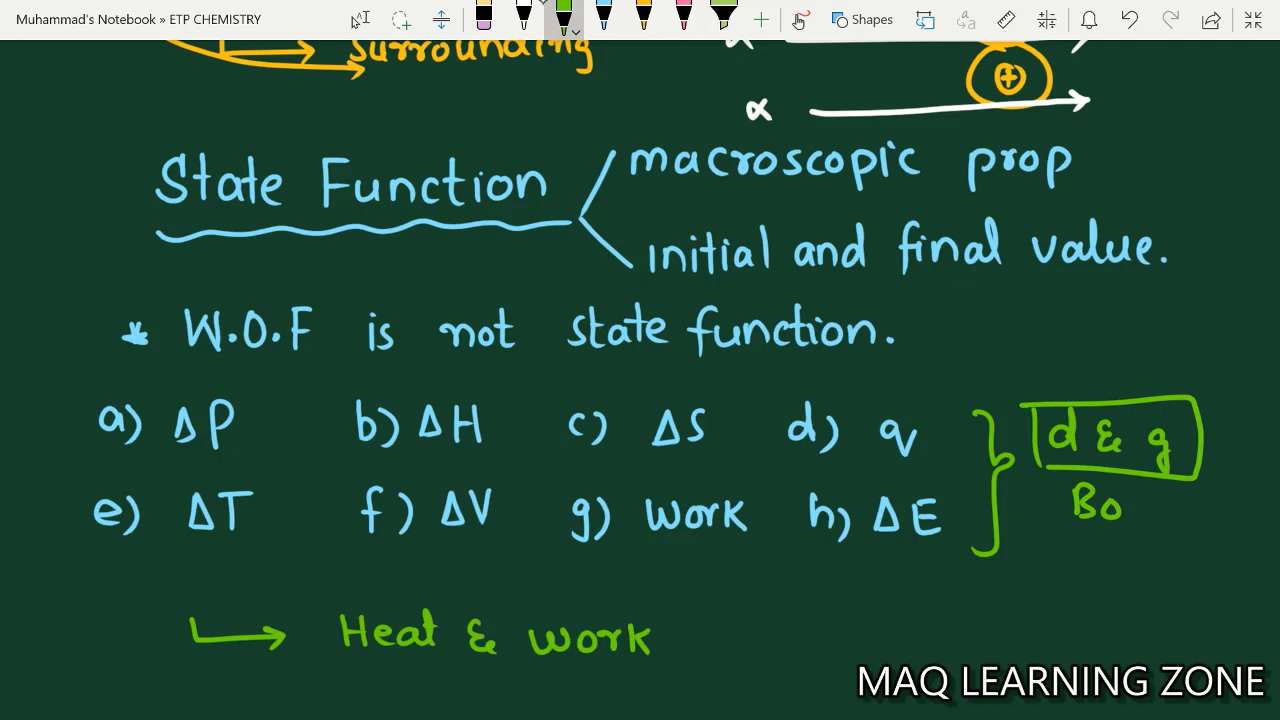 Muhammad's Notebook » ETP CHEMISTRY
Shapes
surrounding
α
α
State Function
macroscopic prop
initial and final value.
* W.O.F is not state function.
a) ΔP b) ΔH c) ΔS d) q
e) ΔT f) ΔV g) work h) ΔE
d & g
Bo
Heat & work
MAQ LEARNING ZONE